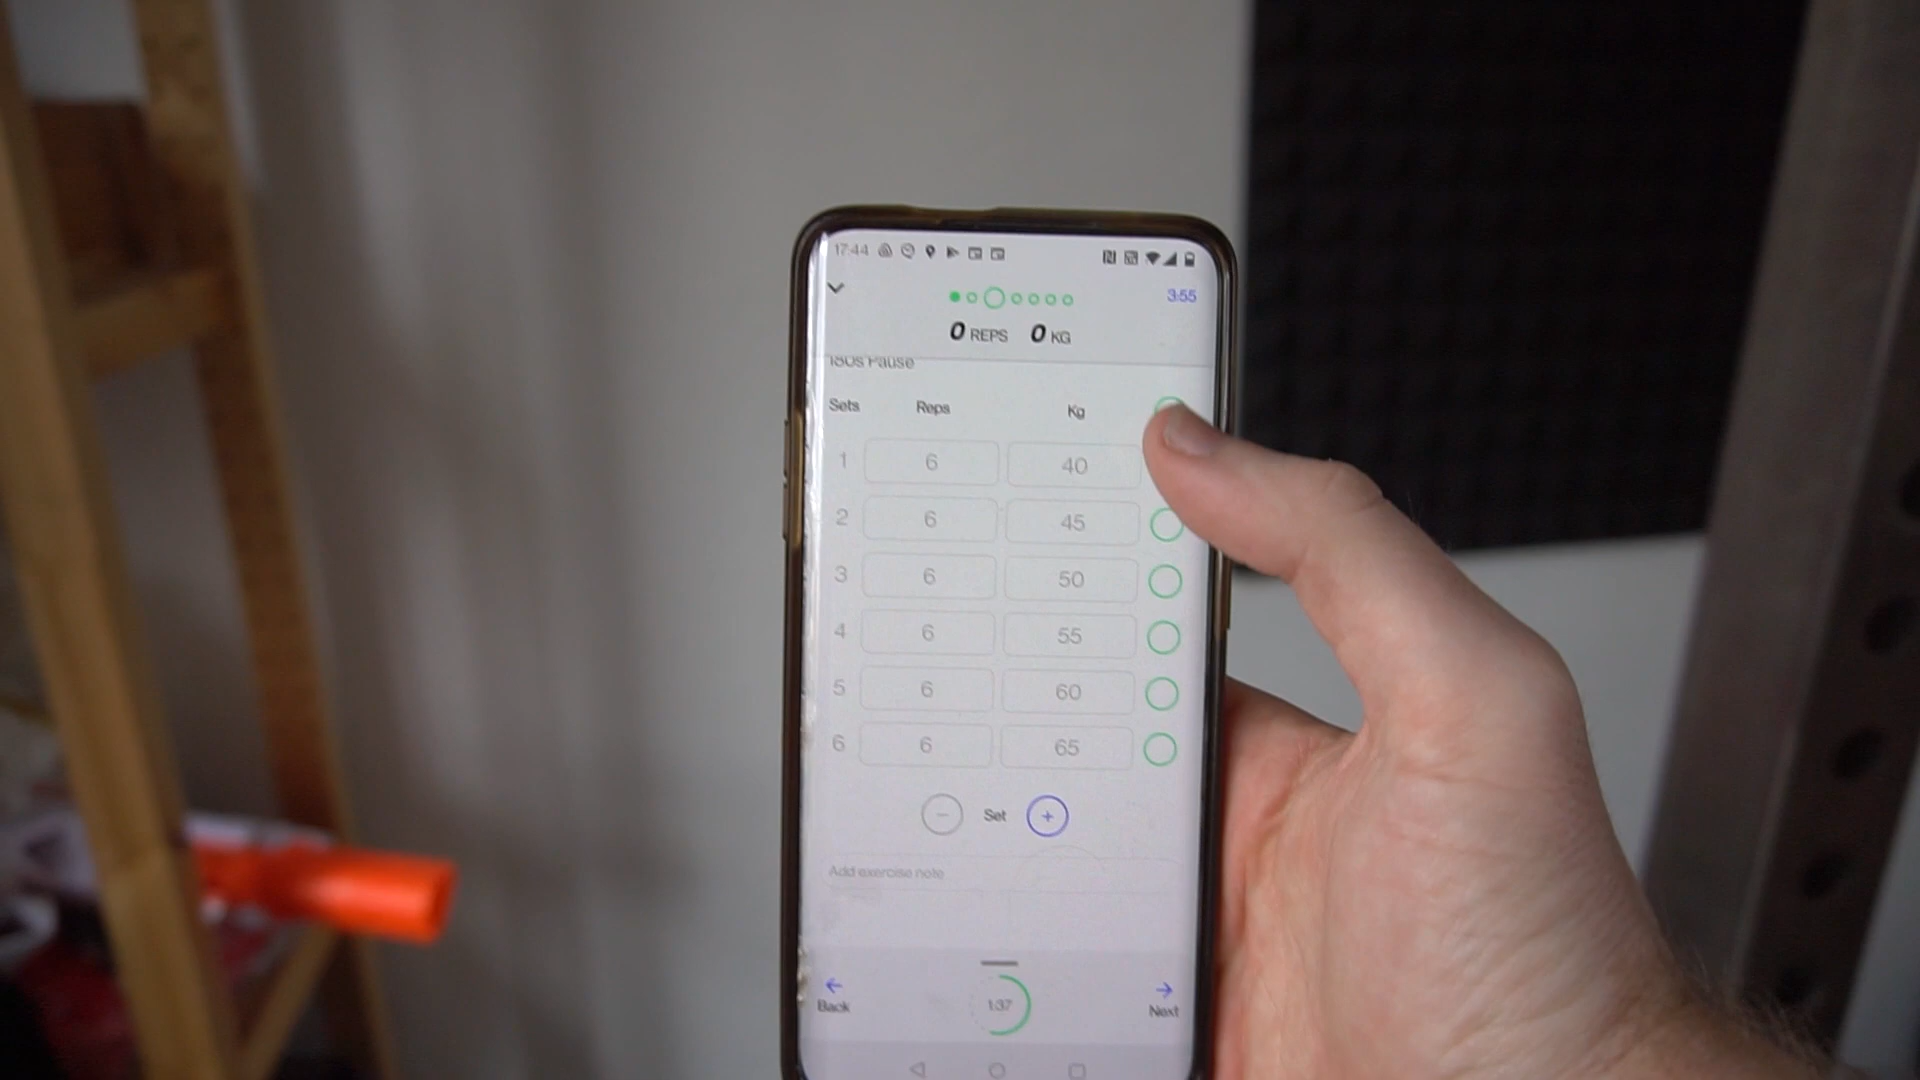 17:44
3:55
0 REPS 0 KG
180s Pause
Sets Reps Kg
1 6 40
2 6 45
3 6 50
4 6 55
5 6 60
6 6 65
− Set +
Add exercise note
Back 1:37 Next